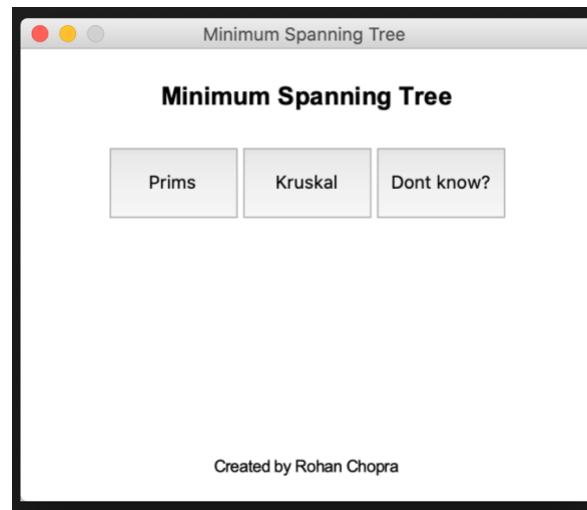 Minimum Spanning Tree
Minimum Spanning Tree
Prims Kruskal Dont know?
Created by Rohan Chopra